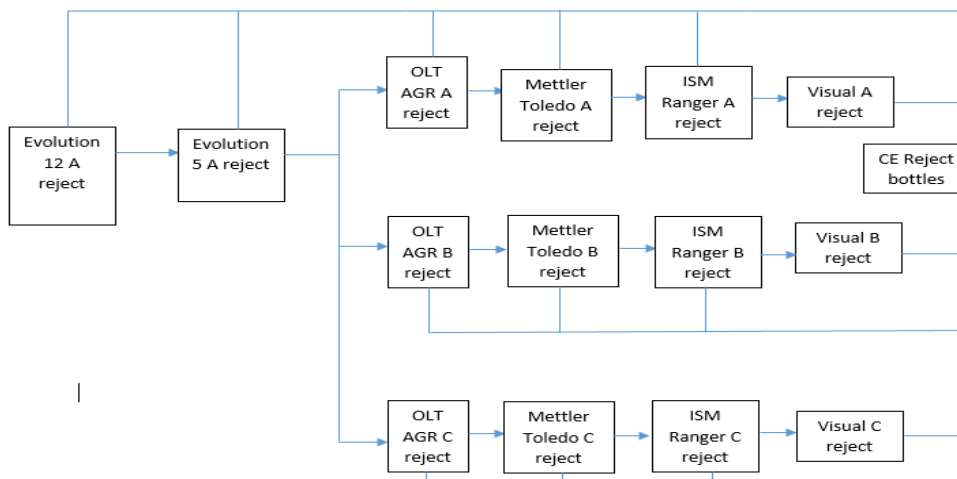 Evolution
12 A
reject
Evolution
5 A reject
OLT
AGR A
reject
Mettler
Toledo A
reject
ISM
Ranger A
reject
Visual A
reject
CE Reject
bottles
OLT
AGR B
reject
Mettler
Toledo B
reject
ISM
Ranger B
reject
Visual B
reject
OLT
AGR C
reject
Mettler
Toledo C
reject
ISM
Ranger C
reject
Visual C
reject